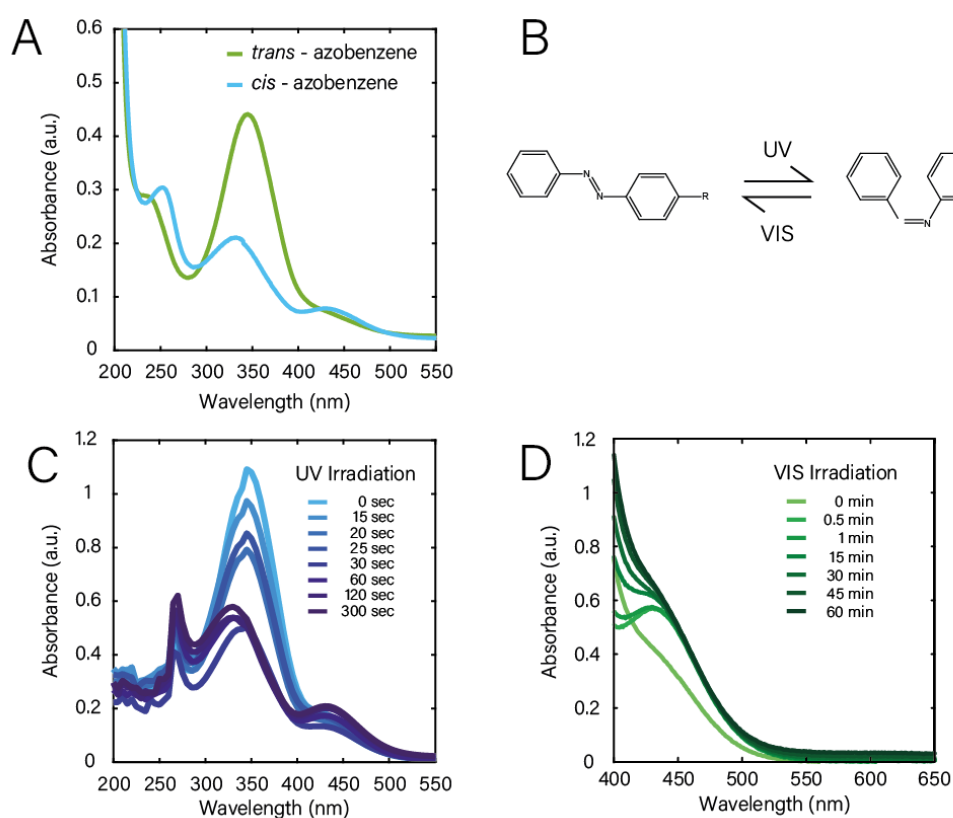 A
0.6
0.5
0.4
0.3
0.2
0.1
0
Absorbance (a.u.)
trans - azobenzene
cis - azobenzene
200 250 300 350 400 450 500 550
Wavelength (nm)
B
N
N
R
UV
VIS
N
C
1.2
1
0.8
0.6
0.4
0.2
0
Absorbance (a.u.)
UV Irradiation
0 sec
15 sec
20 sec
25 sec
30 sec
60 sec
120 sec
300 sec
200 250 300 350 400 450 500 550
Wavelength (nm)
D
1.2
1
0.8
0.6
0.4
0.2
0
Absorbance (a.u.)
VIS Irradiation
0 min
0.5 min
1 min
15 min
30 min
45 min
60 min
400 450 500 550 600 650
Wavelength (nm)